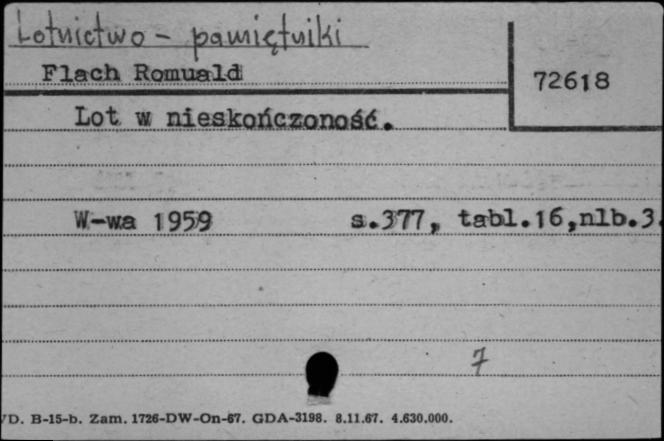 Lotnictwo - pamiętniki
Flach Romuald
72618
Lot w nieskończoność.
W-wa 1959 s.377, tabl.16,nlb.3.
7
/D. B-15-b. Zam. 1726-DW-On-67. GDA-3198. 8.11.67. 4.630.000.